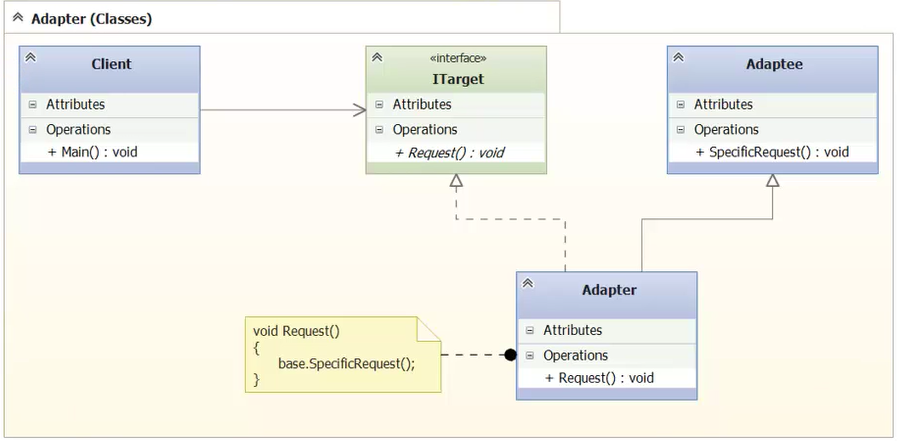 Adapter (Classes)
Client
Attributes
Operations
+ Main() : void
«interface»
ITarget
Attributes
Operations
+ Request() : void
Adaptee
Attributes
Operations
+ SpecificRequest() : void
Adapter
Attributes
Operations
+ Request() : void
void Request()
{
base.SpecificRequest();
}